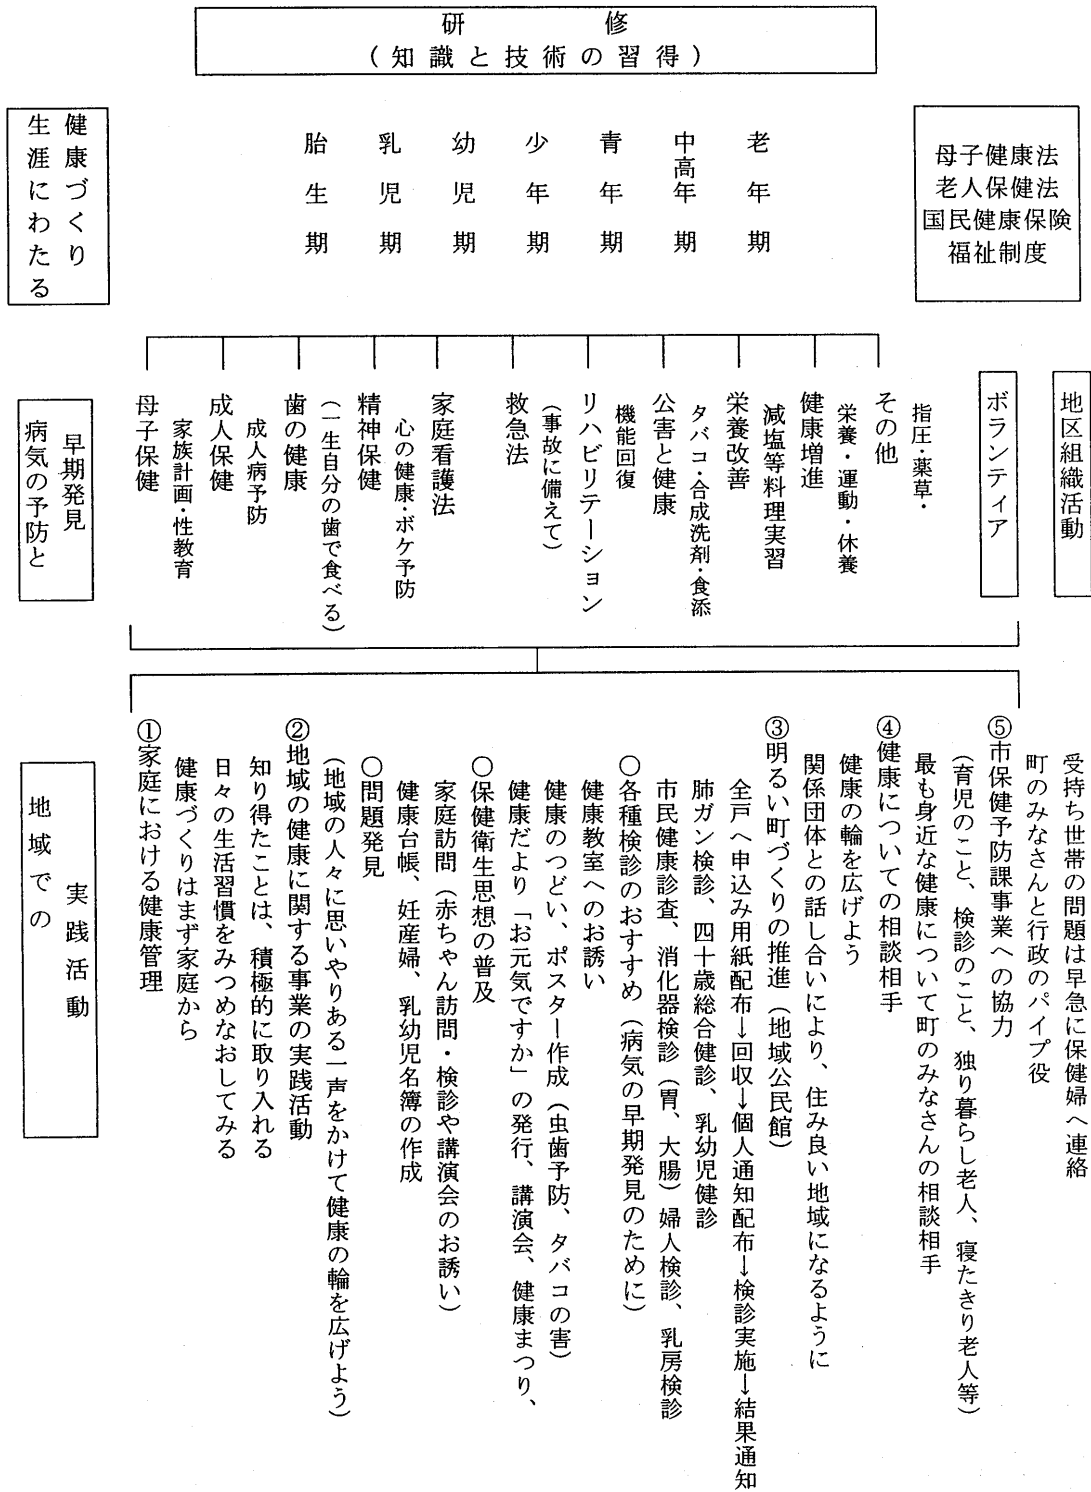 研修
(知識と技術の習得)
母子健康法
老人保健法
国民健康保険
福祉制度
老年期
中高年期
青年期
少年期
幼児期
乳児期
胎生期
生涯にわたる
健康づくり
地区組織活動
ボランティア
指圧・薬草・
その他
栄養・運動・休養
健康増進
減塩等料理実習
栄養改善
タバコ・合成洗剤・食添
公害と健康
機能回復
リハビリテーション
(事故に備えて)
救急法
家庭看護法
心の健康・ボケ予防
精神保健
(一生自分の歯で食べる)
歯の健康
成人病予防
成人保健
家族計画・性教育
母子保健
病気の予防と
早期発見
地域での
実践活動
①家庭における健康管理
健康づくりはまず家庭から
日々の生活習慣をみつめなおしてみる
知り得たことは、積極的に取り入れる
②地域の健康に関する事業の実践活動
(地域の人々に思いやりある一声をかけて健康の輪を広げよう)
○問題発見
健康台帳、妊産婦、乳幼児名簿の作成
家庭訪問(赤ちゃん訪問・検診や講演会のお誘い)
○保健衛生思想の普及
健康だより「お元気ですか」の発行、講演会、健康まつり、
健康のつどい、ポスター作成(虫歯予防、タバコの害)
健康教室へのお誘い
○各種検診のおすすめ(病気の早期発見のために)
市民健康診査、消化器検診(胃、大腸)婦人検診、乳房検診
肺ガン検診、四十歳総合健診、乳幼児健診
全戸へ申込み用紙配布→回収→個人通知配布→検診実施→結果通知
③明るい町づくりの推進(地域公民館)
関係団体との話し合いにより、住み良い地域になるように
健康の輪を広げよう
④健康についての相談相手
最も身近な健康について町のみなさんの相談相手
(育児のこと、検診のこと、独り暮らし老人、寝たきり老人等)
⑤市保健予防課事業への協力
町のみなさんと行政のパイプ役
受持ち世帯の問題は早急に保健婦へ連絡